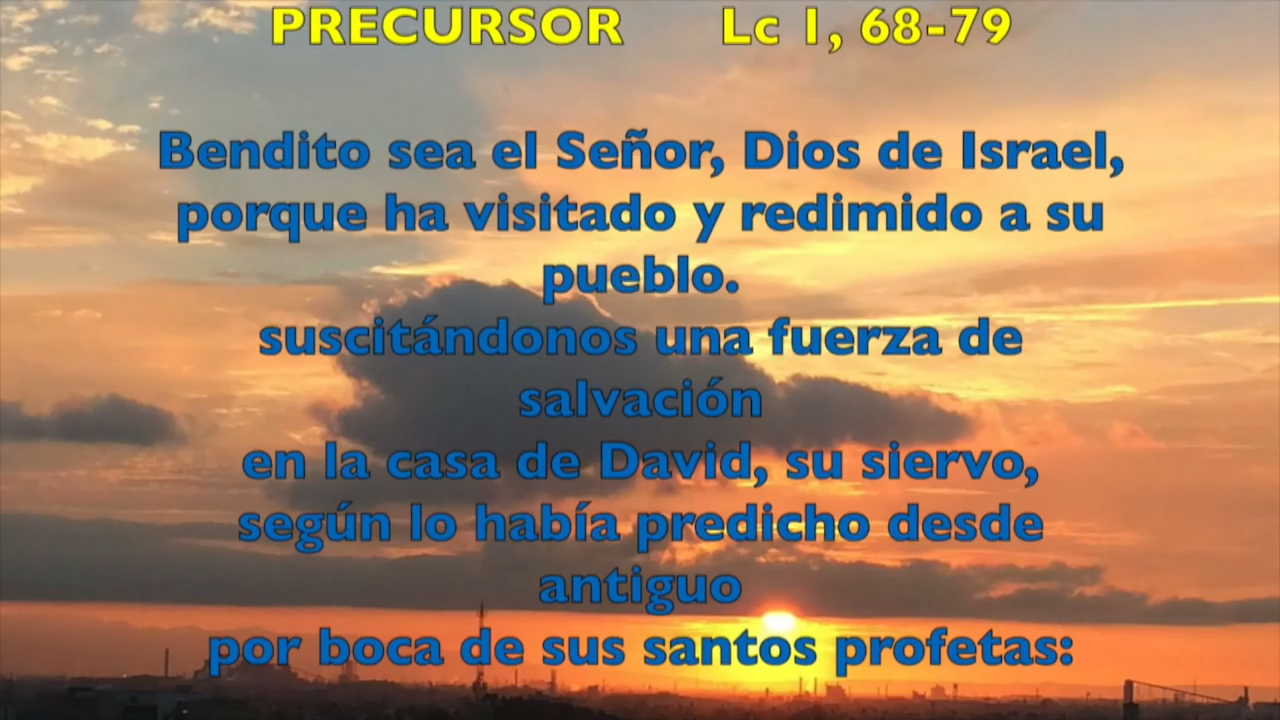 PRECURSOR Lc 1, 68-79
Bendito sea el Señor, Dios de Israel,
porque ha visitado y redimido a su
pueblo.
suscitándonos una fuerza de
salvación
en la casa de David, su siervo,
según lo había predicho desde
antiguo
por boca de sus santos profetas: